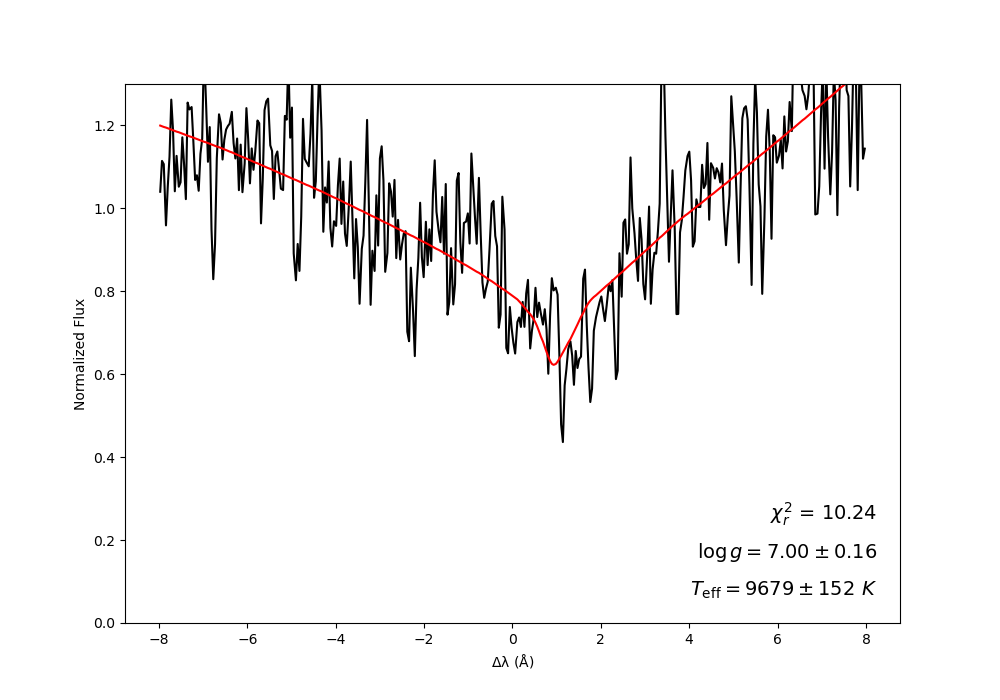 1.2
1.0
0.8
0.6
0.4
0.2
0.0
Normalized Flux
χ²ᵣ = 10.24
log g = 7.00 ± 0.16
T_eff = 9679 ± 152 K
−8 −6 −4 −2 0 2 4 6 8
Δλ (Å)